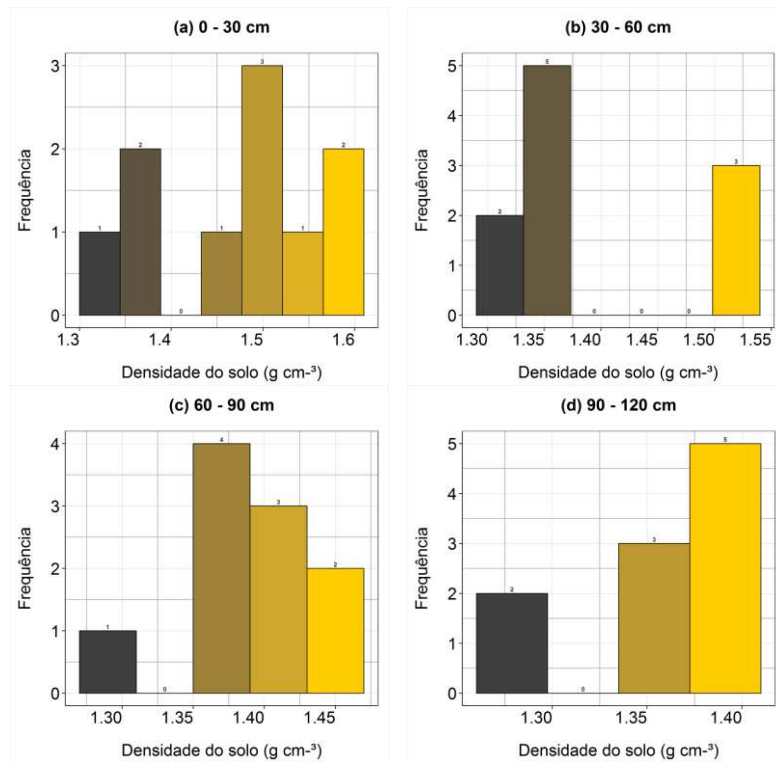 (a) 0 - 30 cm
Frequência
3
2
1
0
1
2
0
1
3
1
2
1.3 1.4 1.5 1.6
Densidade do solo (g cm-³)
(b) 30 - 60 cm
Frequência
5
4
3
2
1
0
2
5
0
0
0
3
1.30 1.35 1.40 1.45 1.50 1.55
Densidade do solo (g cm-³)
(c) 60 - 90 cm
Frequência
4
3
2
1
0
1
0
4
3
2
1.30 1.35 1.40 1.45
Densidade do solo (g cm-³)
(d) 90 - 120 cm
Frequência
5
4
3
2
1
0
2
0
3
5
1.30 1.35 1.40
Densidade do solo (g cm-³)